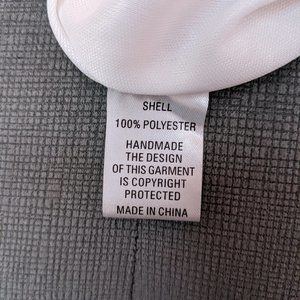 SHELL
100% POLYESTER
HANDMADE
THE DESIGN
OF THIS GARMENT
IS COPYRIGHT
PROTECTED
MADE IN CHINA